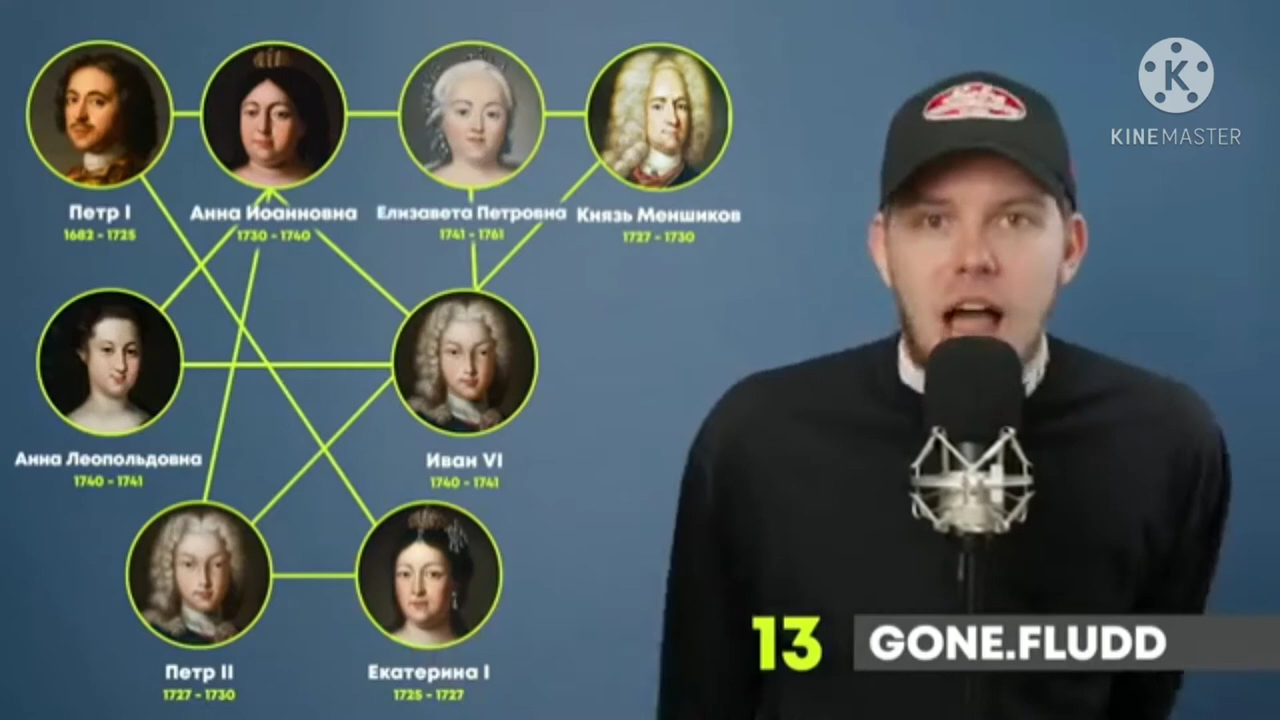 KINEMASTER
Петр I
1682 - 1725
Анна Иоанновна
1730 - 1740
Елизавета Петровна
1741 - 1761
Князь Меншиков
1727 - 1730
Анна Леопольдовна
1740 - 1741
Иван VI
1740 - 1741
Петр II
1727 - 1730
Екатерина I
1725 - 1727
13 GONE.FLUDD